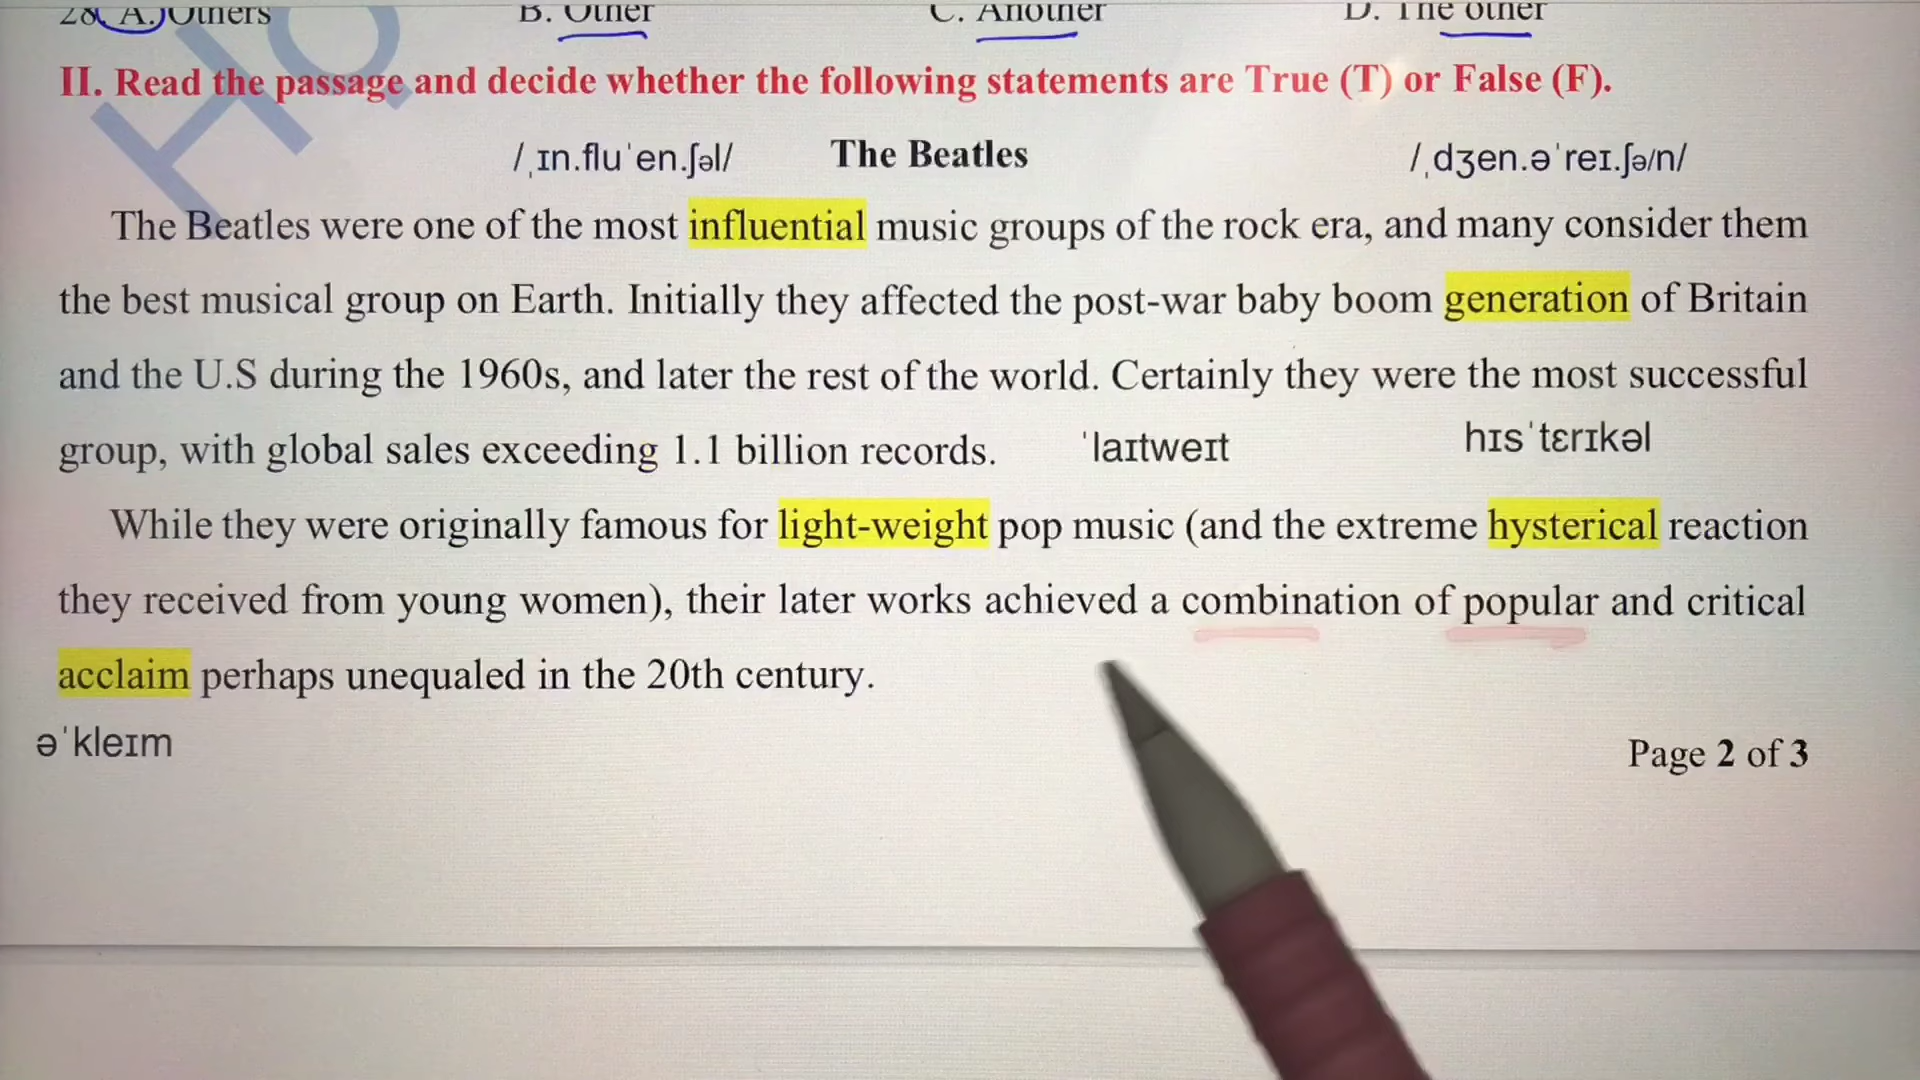 28 A. Others B. Other C. Another D. The other
II. Read the passage and decide whether the following statements are True (T) or False (F).
/ˌɪn.fluˈen.ʃəl/ The Beatles /ˌdʒen.əˈreɪ.ʃə/n/
The Beatles were one of the most influential music groups of the rock era, and many consider them
the best musical group on Earth. Initially they affected the post-war baby boom generation of Britain
and the U.S during the 1960s, and later the rest of the world. Certainly they were the most successful
group, with global sales exceeding 1.1 billion records. ˈlaɪtweɪt hɪsˈtɛrɪkəl
While they were originally famous for light-weight pop music (and the extreme hysterical reaction
they received from young women), their later works achieved a combination of popular and critical
acclaim perhaps unequaled in the 20th century.
əˈkleɪm
Page 2 of 3